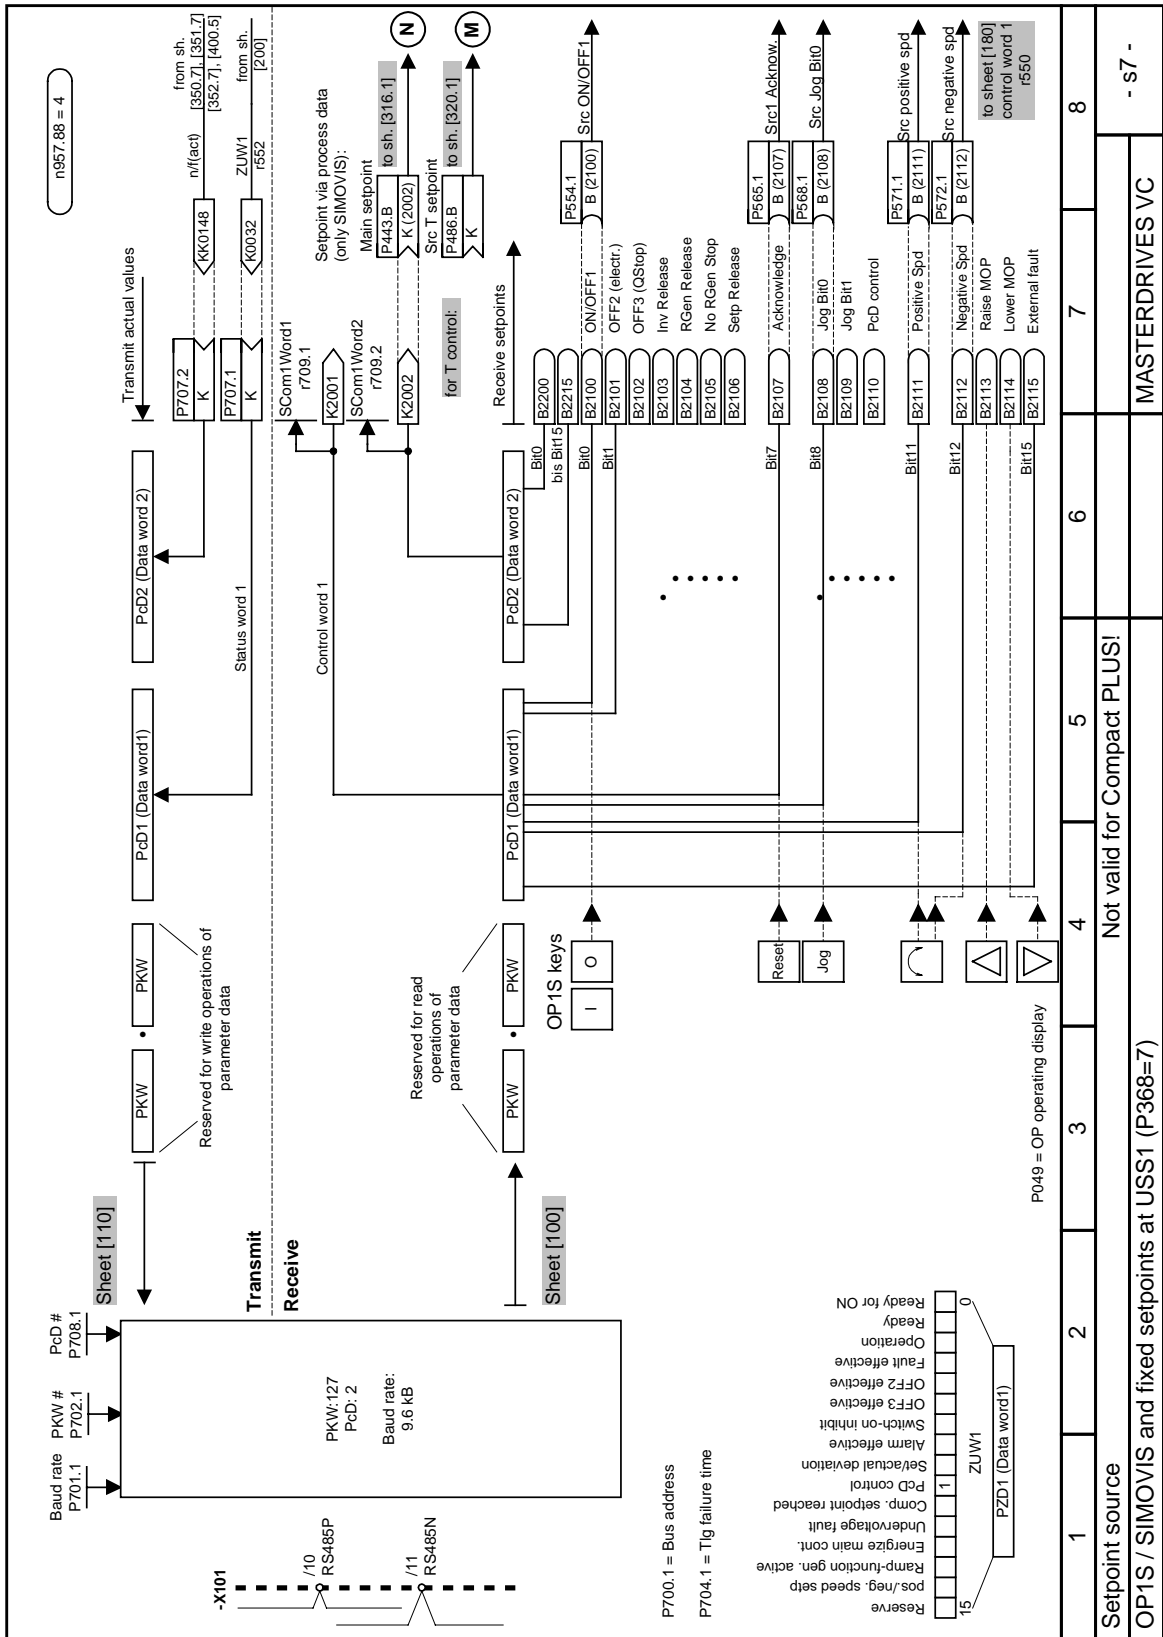 n957.88 = 4
Baud rate
P701.1
PKW #
P702.1
PcD #
P708.1
Sheet [110]
PKW
PKW
PcD1 (Data word1)
PcD2 (Data word 2)
Transmit actual values
Reserved for write operations of
parameter data
P707.2
K
KK0148
n/f(act)
from sh.
[350.7], [351.7]
[352.7], [400.5]
P707.1
K
K0032
ZUW1
r552
from sh.
[200]
Status word 1
Transmit
Receive
PKW:127
PcD: 2
Baud rate:
9.6 kB
-X101
/10
RS485P
/11
RS485N
Control word 1
SCom1Word1
r709.1
K2001
SCom1Word2
r709.2
K2002
Setpoint via process data
(only SIMOVIS):
Main setpoint
P443.B
K (2002)
to sh. [316.1]
N
for T control:
Src T setpoint
P486.B
K
to sh. [320.1]
M
Reserved for read
operations of
parameter data
Sheet [100]
PKW
PKW
PcD1 (Data word1)
PcD2 (Data word 2)
Receive setpoints
OP1S keys
I
O
Bit0
B2200
bis Bit15
B2215
Bit0
B2100
ON/OFF1
P554.1
B (2100)
Src ON/OFF1
Bit1
B2101
OFF2 (electr.)
B2102
OFF3 (QStop)
B2103
Inv Release
B2104
RGen Release
B2105
No RGen Stop
B2106
Setp Release
Reset
Bit7
B2107
Acknowledge
P565.1
B (2107)
Src1 Acknow.
Jog
Bit8
B2108
Jog Bit0
P568.1
B (2108)
Src Jog Bit0
B2109
Jog Bit1
B2110
PcD control
Bit11
B2111
Positive Spd
P571.1
B (2111)
Src positive spd
Bit12
B2112
Negative Spd
P572.1
B (2112)
Src negative spd
B2113
Raise MOP
B2114
Lower MOP
Bit15
B2115
External fault
to sheet [180]
control word 1
r550
P700.1 = Bus address
P704.1 = Tlg failure time
P049 = OP operating display
Reserve
pos./neg. speed setp
Ramp-function gen. active
Energize main cont.
Undervoltage fault
Comp. setpoint reached
PcD control
Set/actual deviation
Alarm effective
Switch-on inhibit
OFF3 effective
OFF2 effective
Fault effective
Operation
Ready
Ready for ON
1
15
ZUW1
0
PZD1 (Data word1)
1
2
3
4
5
6
7
8
Setpoint source
Not valid for Compact PLUS!
- s7 -
OP1S / SIMOVIS and fixed setpoints at USS1 (P368=7)
MASTERDRIVES VC